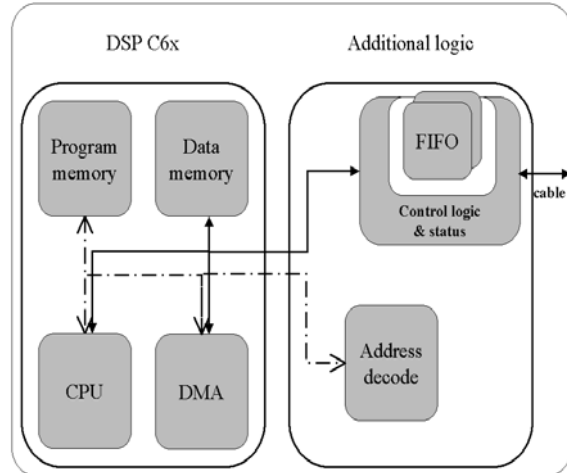 DSP C6x
Additional logic
Program
memory
Data
memory
FIFO
Control logic
& status
cable
CPU
DMA
Address
decode